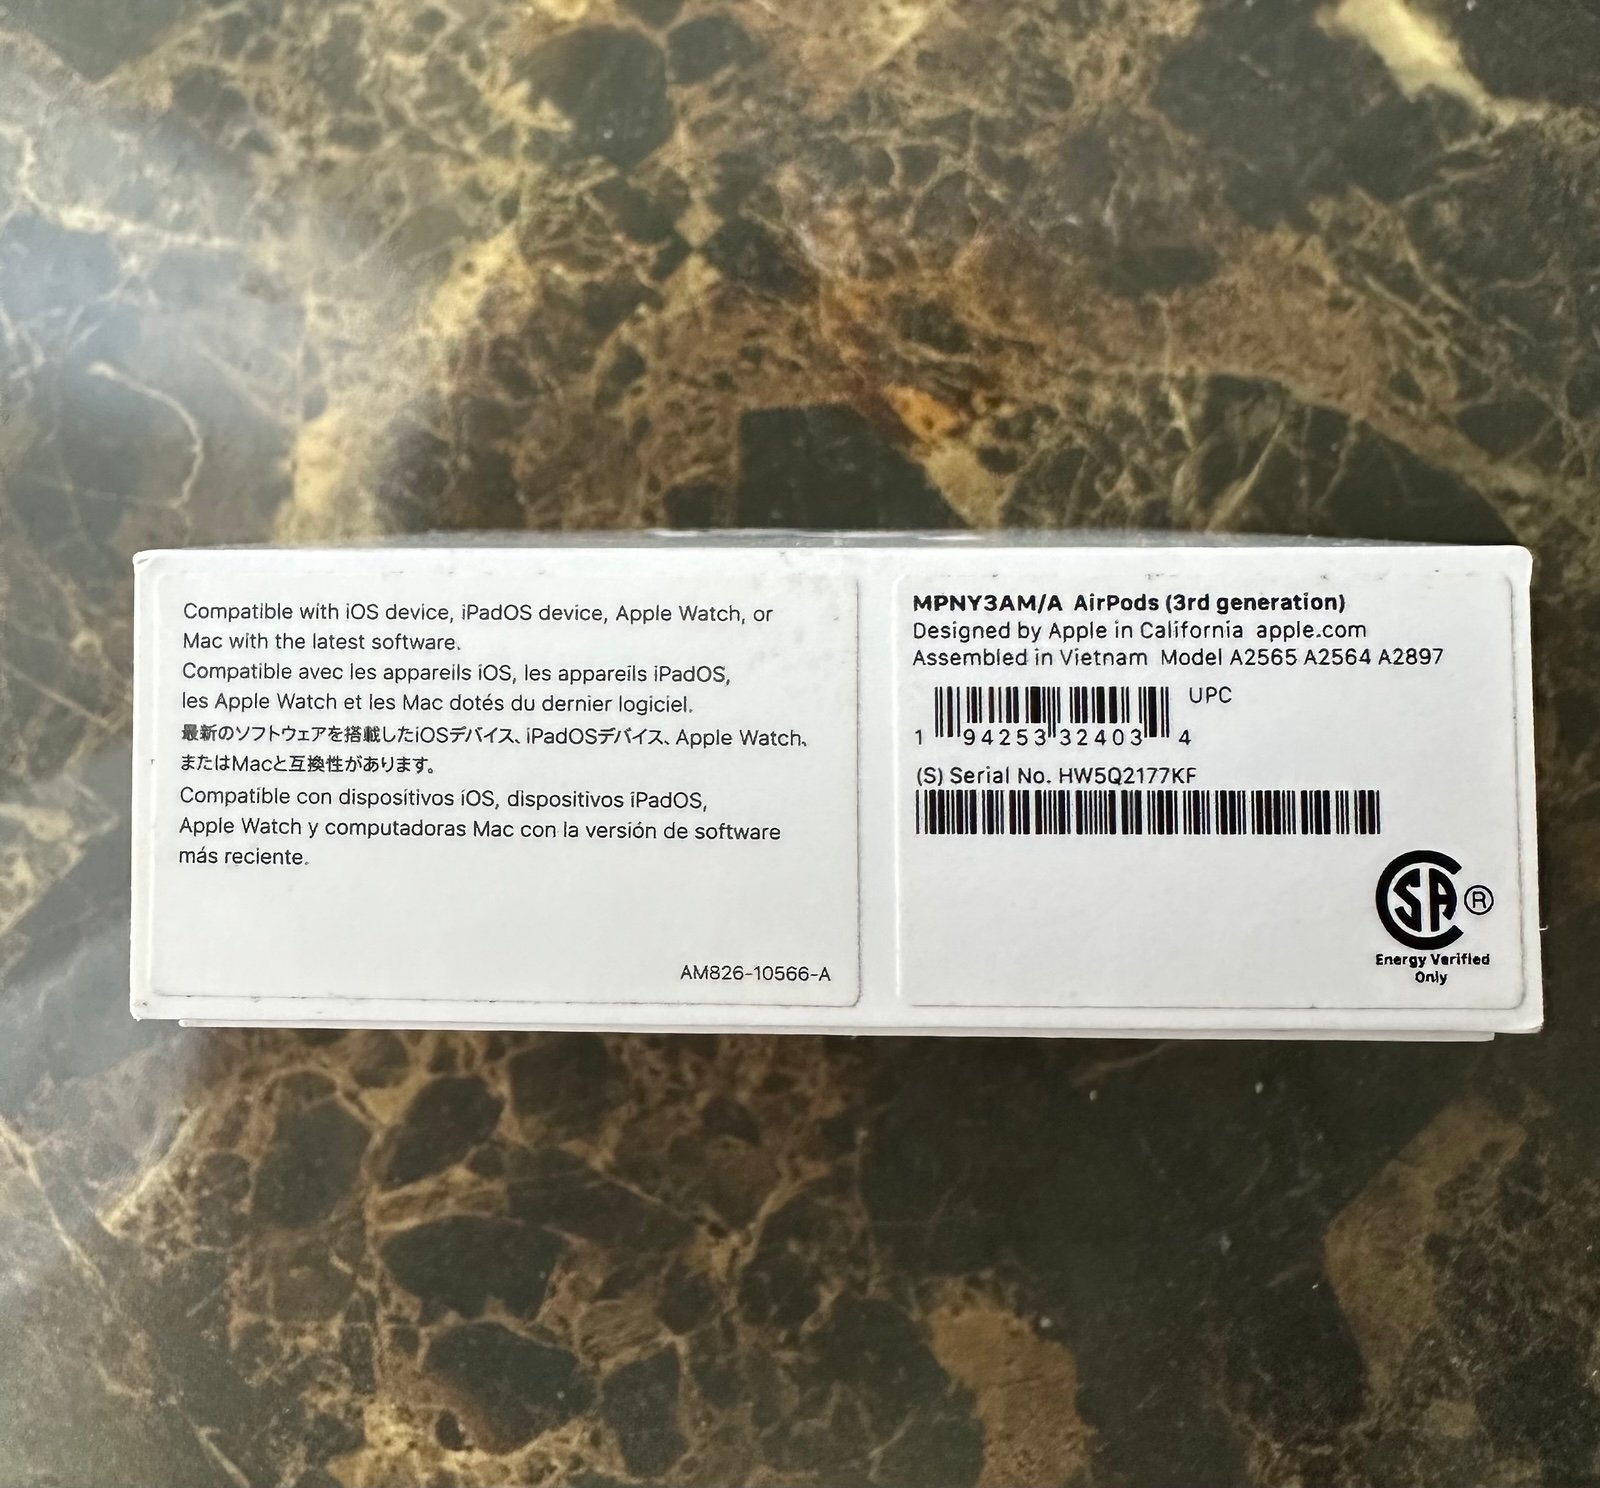 Compatible with iOS device, iPadOS device, Apple Watch, or
Mac with the latest software.
Compatible avec les appareils iOS, les appareils iPadOS,
les Apple Watch et les Mac dotés du dernier logiciel.
最新のソフトウェアを搭載したiOSデバイス、iPadOSデバイス、Apple Watch、
またはMacと互換性があります。
Compatible con dispositivos iOS, dispositivos iPadOS,
Apple Watch y computadoras Mac con la versión de software
más reciente.
AM826-10566-A
MPNY3AM/A AirPods (3rd generation)
Designed by Apple in California apple.com
Assembled in Vietnam Model A2565 A2564 A2897
UPC
1 94253 32403 4
(S) Serial No. HW5Q2177KF
CSA ®
Energy Verified
Only